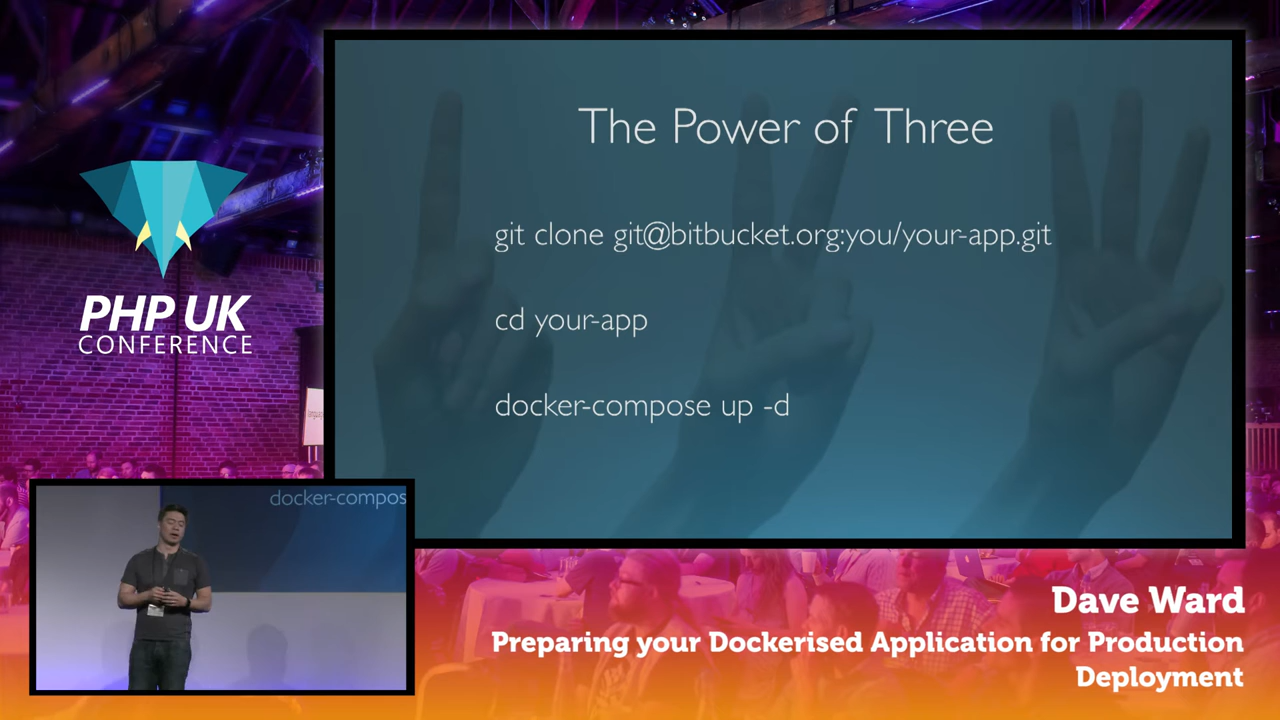 The Power of Three
git clone git@bitbucket.org:you/your-app.git
cd your-app
docker-compose up -d
PHP UK
CONFERENCE
docker-compos
Dave Ward
Preparing your Dockerised Application for Production
Deployment